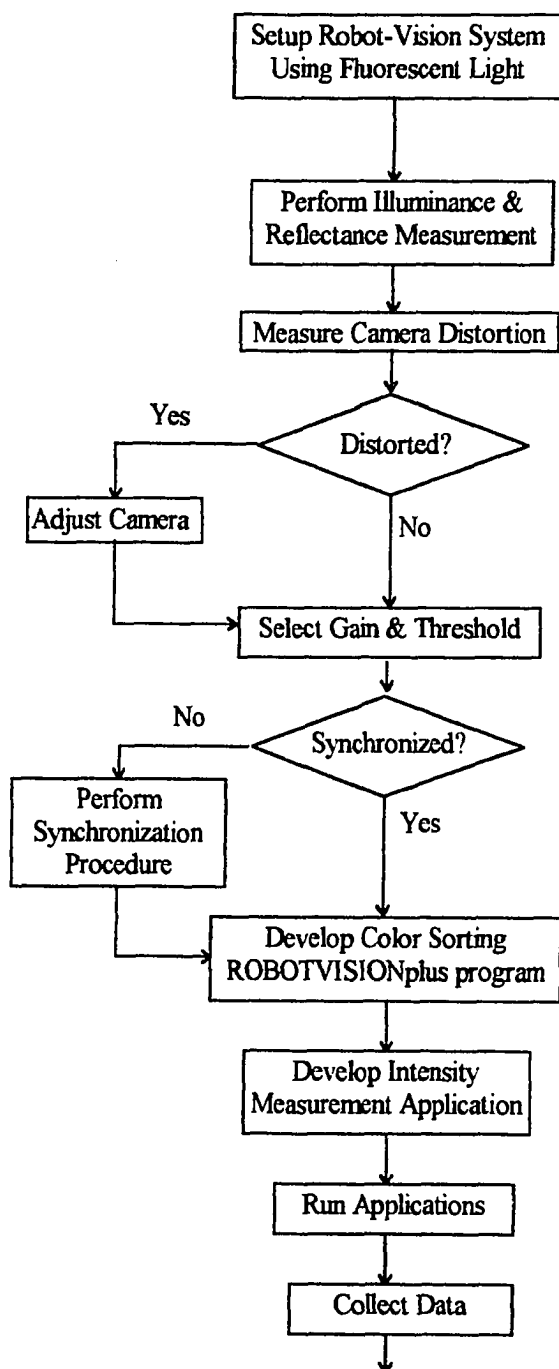 Setup Robot-Vision System
Using Fluorescent Light
Perform Illuminance &
Reflectance Measurement
Measure Camera Distortion
Yes
Distorted?
Adjust Camera
No
Select Gain & Threshold
No
Synchronized?
Perform
Synchronization
Procedure
Yes
Develop Color Sorting
ROBOTVISIONplus program
Develop Intensity
Measurement Application
Run Applications
Collect Data